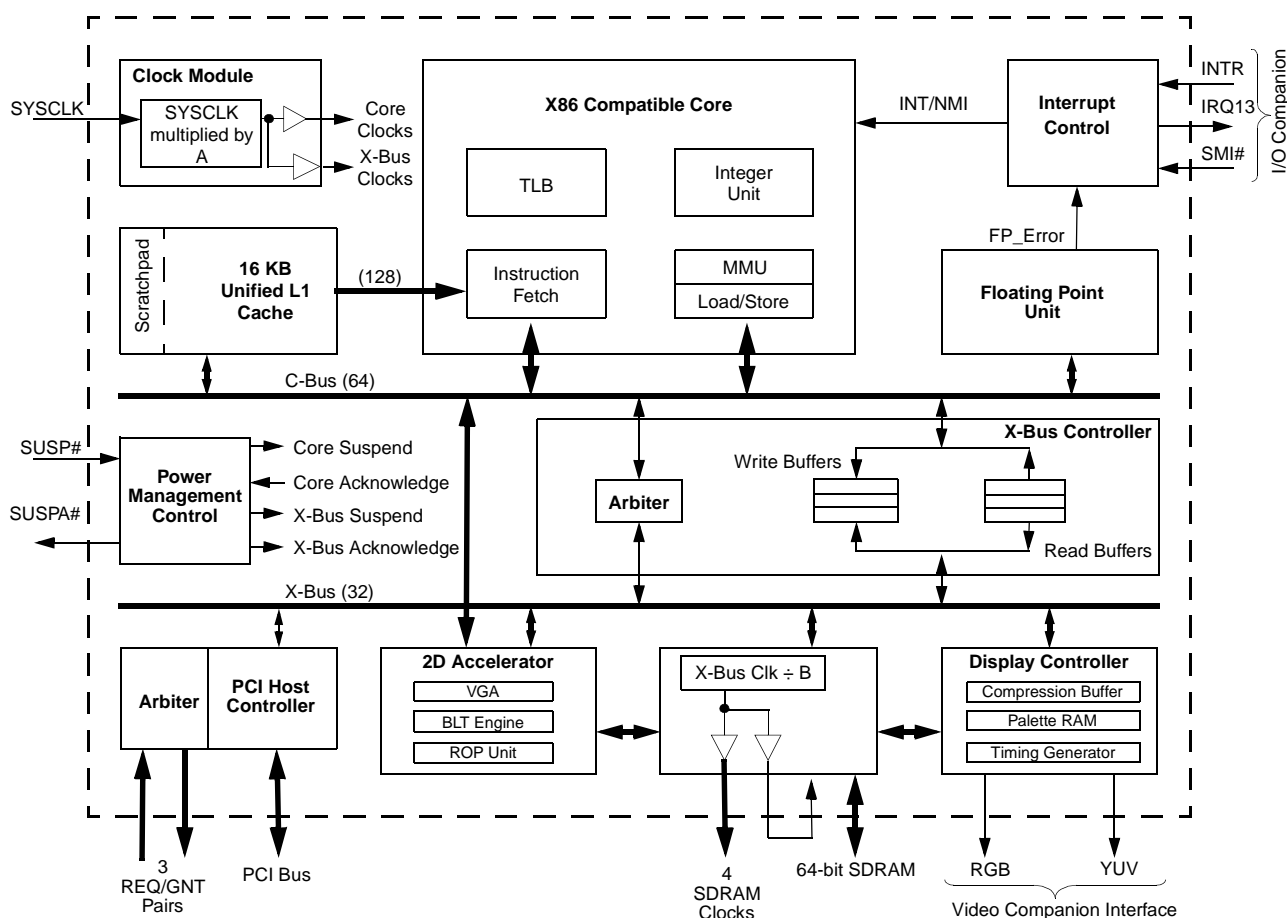 Clock Module
SYSCLK
SYSCLK
multiplied by
A
Core
Clocks
X-Bus
Clocks
X86 Compatible Core
TLB
Integer
Unit
Instruction
Fetch
MMU
Load/Store
INT/NMI
Interrupt
Control
INTR
IRQ13
SMI#
I/O Companion
FP_Error
Floating Point
Unit
Scratchpad
16 KB
Unified L1
Cache
(128)
C-Bus (64)
SUSP#
SUSPA#
Power
Management
Control
Core Suspend
Core Acknowledge
X-Bus Suspend
X-Bus Acknowledge
X-Bus Controller
Write Buffers
Arbiter
Read Buffers
X-Bus (32)
Arbiter
PCI Host
Controller
2D Accelerator
VGA
BLT Engine
ROP Unit
X-Bus Clk ÷ B
Display Controller
Compression Buffer
Palette RAM
Timing Generator
3
REQ/GNT
Pairs
PCI Bus
4
SDRAM
Clocks
64-bit SDRAM
RGB
YUV
Video Companion Interface